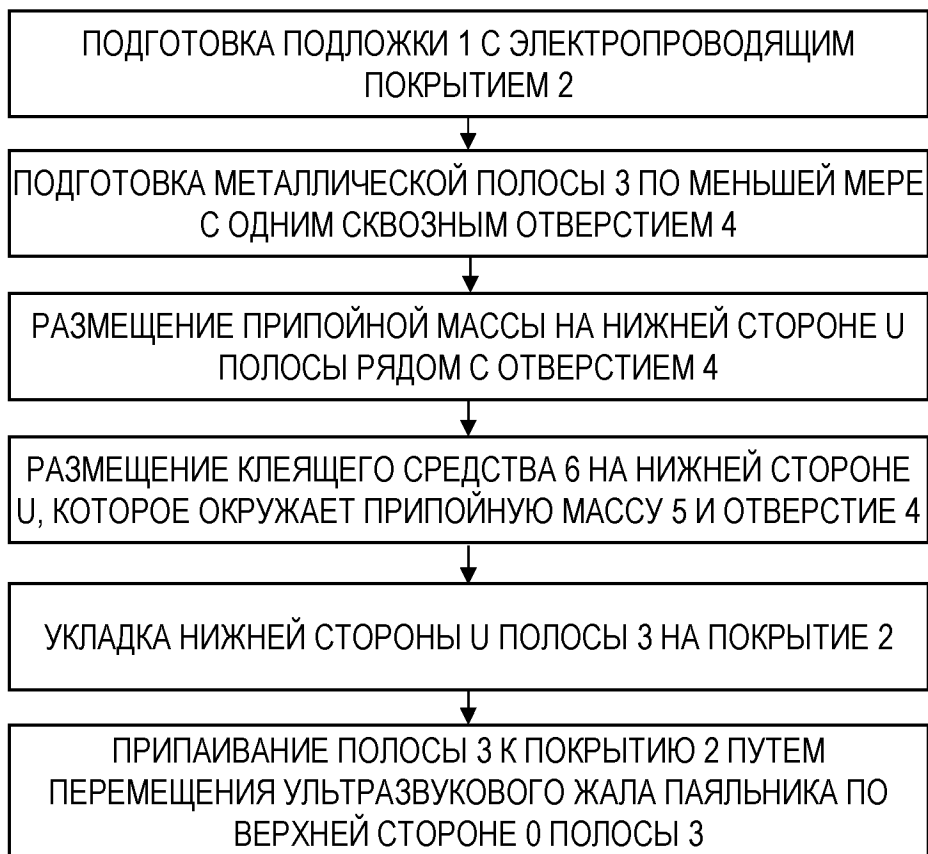 ПОДГОТОВКА ПОДЛОЖКИ 1 С ЭЛЕКТРОПРОВОДЯЩИМ
ПОКРЫТИЕМ 2
ПОДГОТОВКА МЕТАЛЛИЧЕСКОЙ ПОЛОСЫ 3 ПО МЕНЬШЕЙ МЕРЕ
С ОДНИМ СКВОЗНЫМ ОТВЕРСТИЕМ 4
РАЗМЕЩЕНИЕ ПРИПОЙНОЙ МАССЫ НА НИЖНЕЙ СТОРОНЕ U
ПОЛОСЫ РЯДОМ С ОТВЕРСТИЕМ 4
РАЗМЕЩЕНИЕ КЛЕЯЩЕГО СРЕДСТВА 6 НА НИЖНЕЙ СТОРОНЕ
U, КОТОРОЕ ОКРУЖАЕТ ПРИПОЙНУЮ МАССУ 5 И ОТВЕРСТИЕ 4
УКЛАДКА НИЖНЕЙ СТОРОНЫ U ПОЛОСЫ 3 НА ПОКРЫТИЕ 2
ПРИПАИВАНИЕ ПОЛОСЫ 3 К ПОКРЫТИЮ 2 ПУТЕМ
ПЕРЕМЕЩЕНИЯ УЛЬТРАЗВУКОВОГО ЖАЛА ПАЯЛЬНИКА ПО
ВЕРХНЕЙ СТОРОНЕ 0 ПОЛОСЫ 3